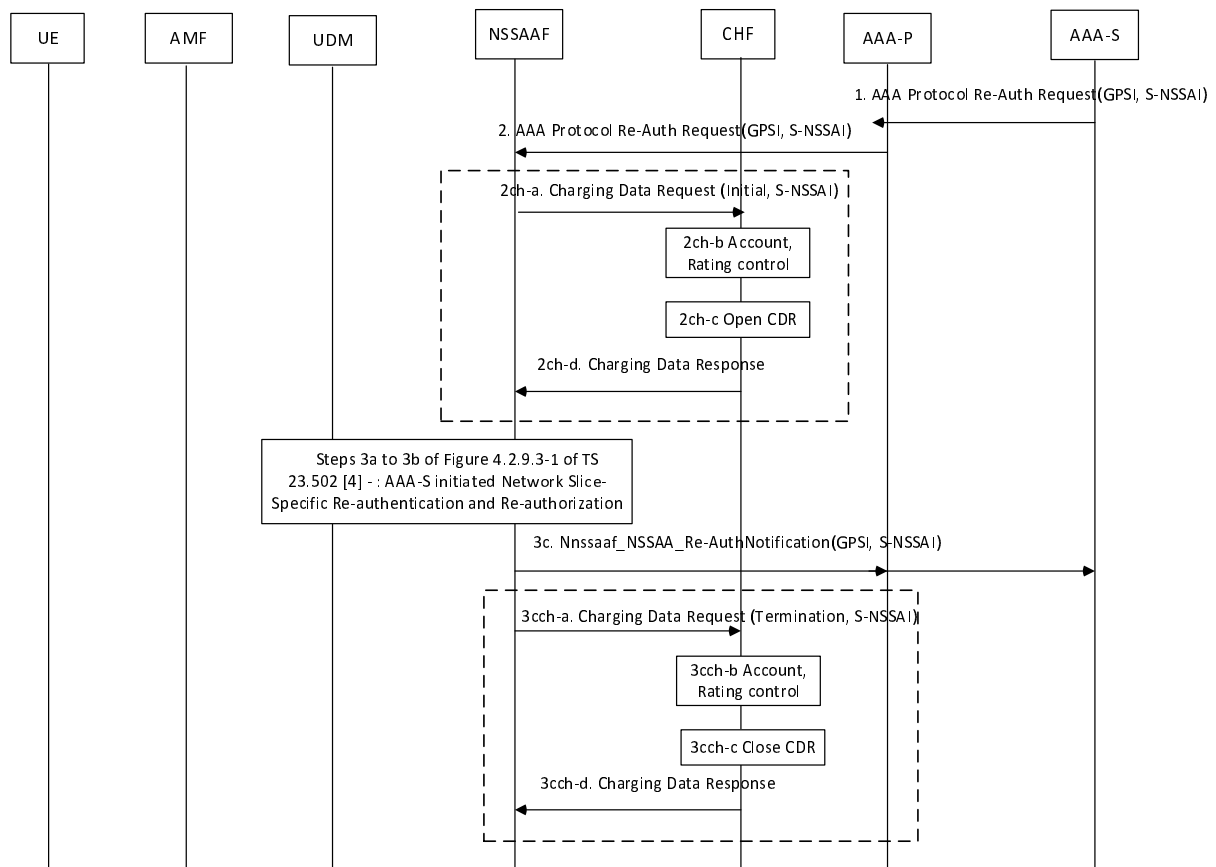 UE
AMF
UDM
NSSAAF
CHF
AAA-P
AAA-S
1. AAA Protocol Re-Auth Request(GPSI, S-NSSAI)
2. AAA Protocol Re-Auth Request(GPSI, S-NSSAI)
2ch-a. Charging Data Request (Initial, S-NSSAI)
2ch-b Account,
Rating control
2ch-c Open CDR
2ch-d. Charging Data Response
Steps 3a to 3b of Figure 4.2.9.3-1 of TS
23.502 [4] - : AAA-S initiated Network Slice-
Specific Re-authentication and Re-authorization
3c. Nnssaaf_NSSAA_Re-AuthNotification(GPSI, S-NSSAI)
3cch-a. Charging Data Request (Termination, S-NSSAI)
3cch-b Account,
Rating control
3cch-c Close CDR
3cch-d. Charging Data Response